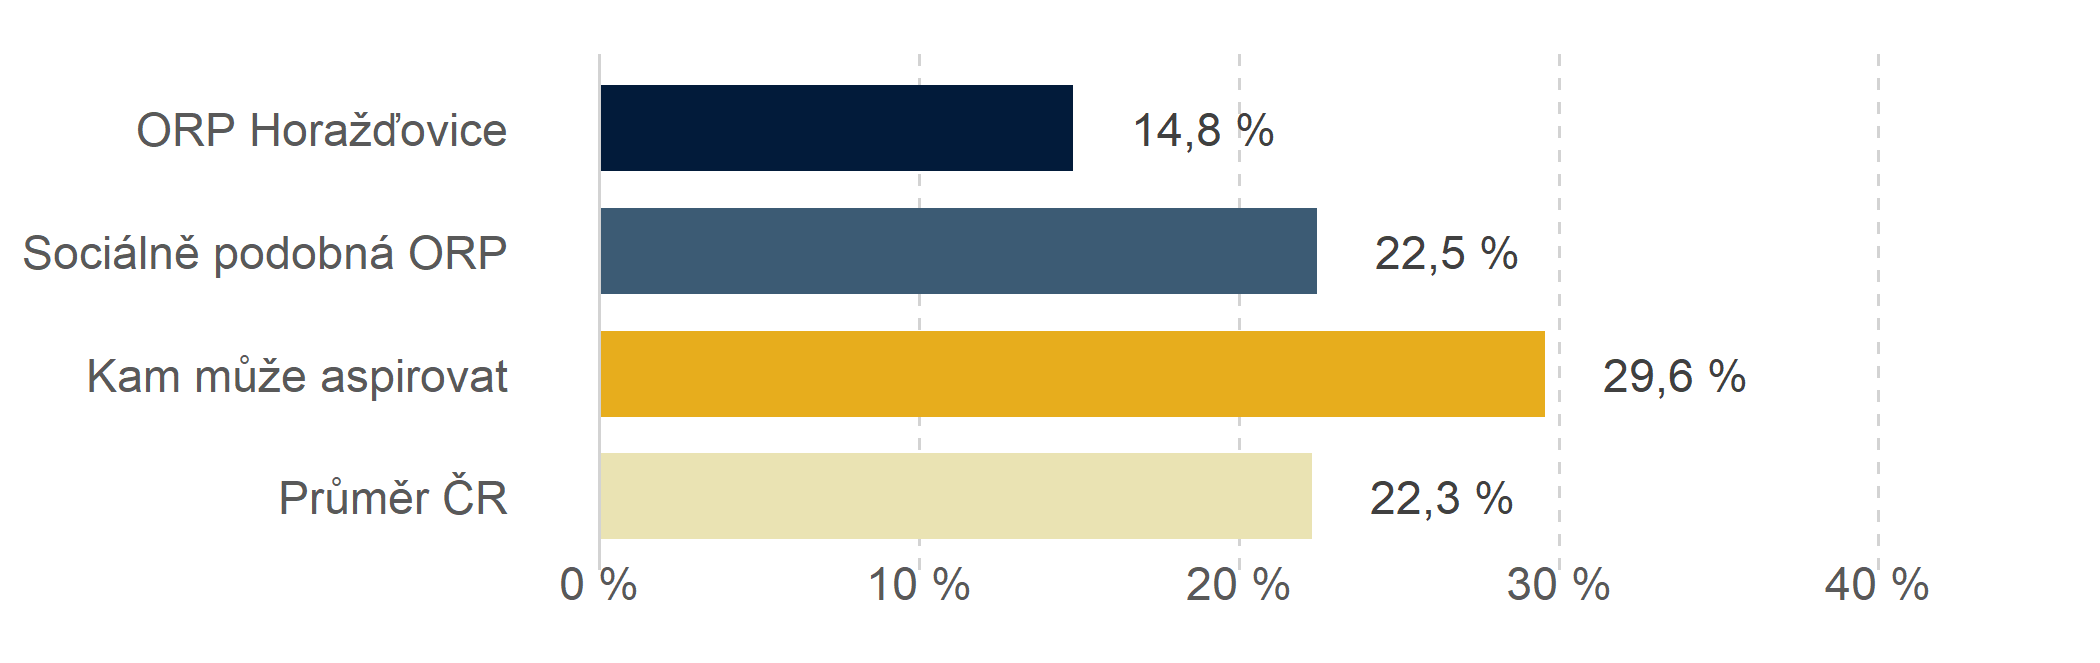 ORP Horažďovice 14,8 %
Sociálně podobná ORP 22,5 %
Kam může aspirovat 29,6 %
Průměr ČR 22,3 %
0 % 10 % 20 % 30 % 40 %